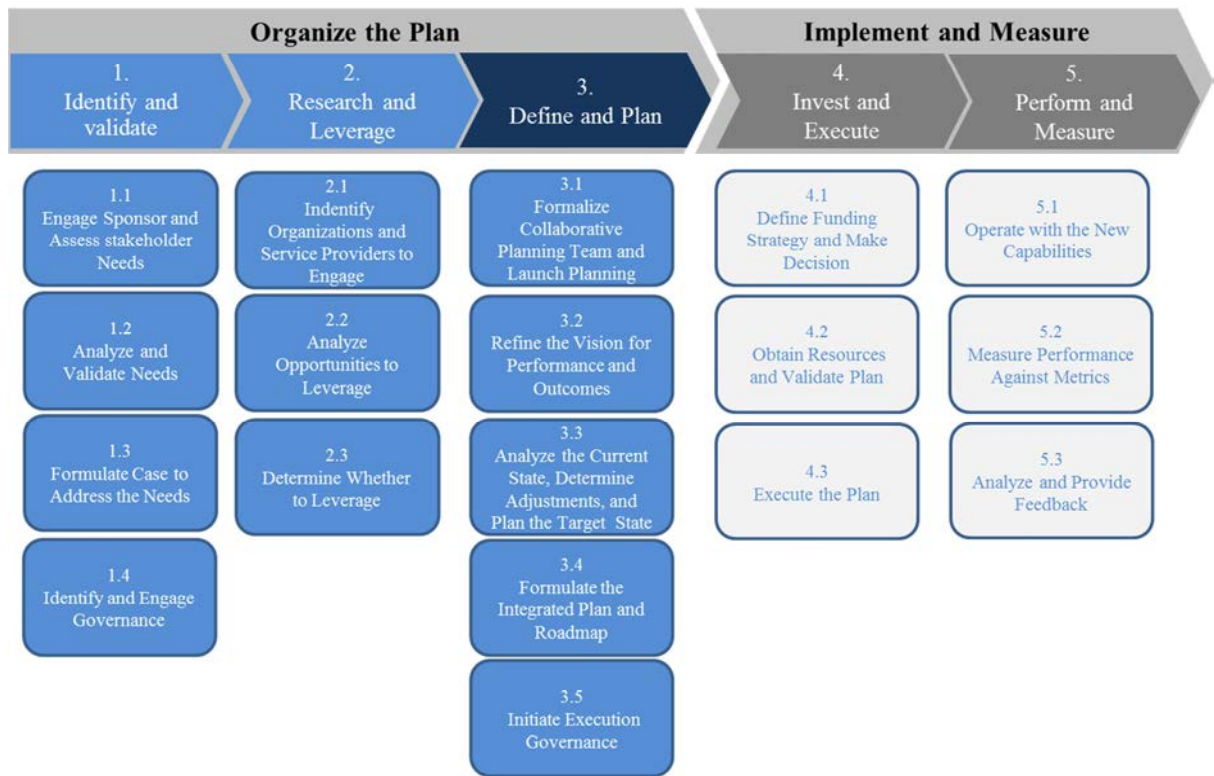 Organize the Plan
Implement and Measure
1.
Identify and
validate
2.
Research and
Leverage
3.
Define and Plan
4.
Invest and
Execute
5.
Perform and
Measure
1.1
Engage Sponsor and
Assess stakeholder
Needs
1.2
Analyze and
Validate Needs
1.3
Formulate Case to
Address the Needs
1.4
Identify and Engage
Governance
2.1
Indentify
Organizations and
Service Providers to
Engage
2.2
Analyze
Opportunities to
Leverage
2.3
Determine Whether
to Leverage
3.1
Formalize
Collaborative
Planning Team and
Launch Planning
3.2
Refine the Vision for
Performance and
Outcomes
3.3
Analyze the Current
State, Determine
Adjustments, and
Plan the Target State
3.4
Formulate the
Integrated Plan and
Roadmap
3.5
Initiate Execution
Governance
4.1
Define Funding
Strategy and Make
Decision
4.2
Obtain Resources
and Validate Plan
4.3
Execute the Plan
5.1
Operate with the New
Capabilities
5.2
Measure Performance
Against Metrics
5.3
Analyze and Provide
Feedback